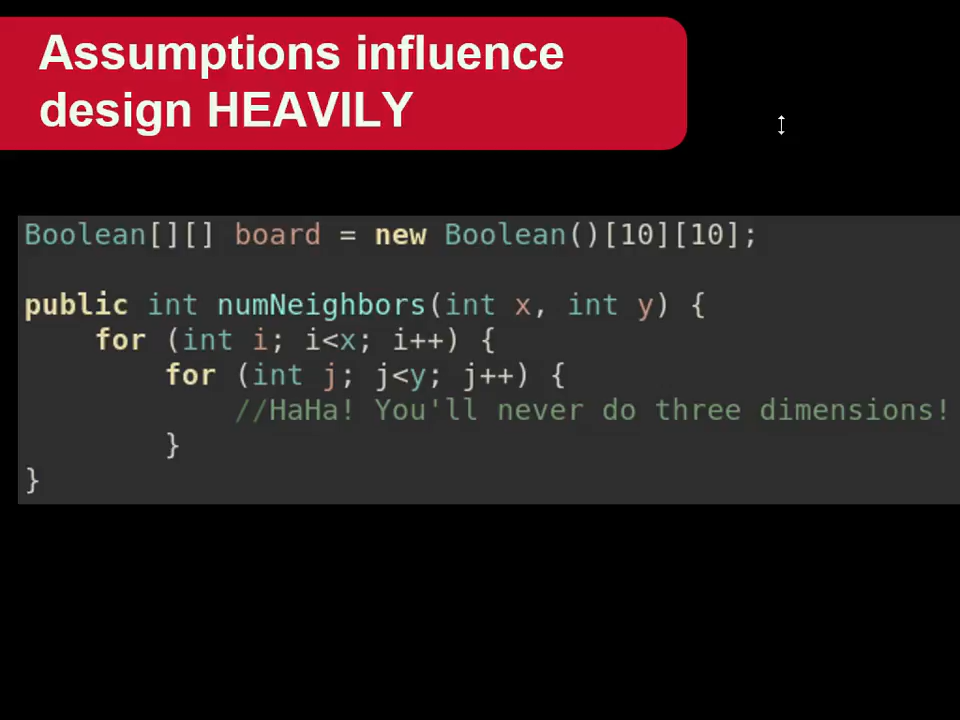 Assumptions influence
design HEAVILY
Boolean[][] board = new Boolean()[10][10];
public int numNeighbors(int x, int y) {
for (int i; i<x; i++) {
for (int j; j<y; j++) {
//HaHa! You'll never do three dimensions!
}
}